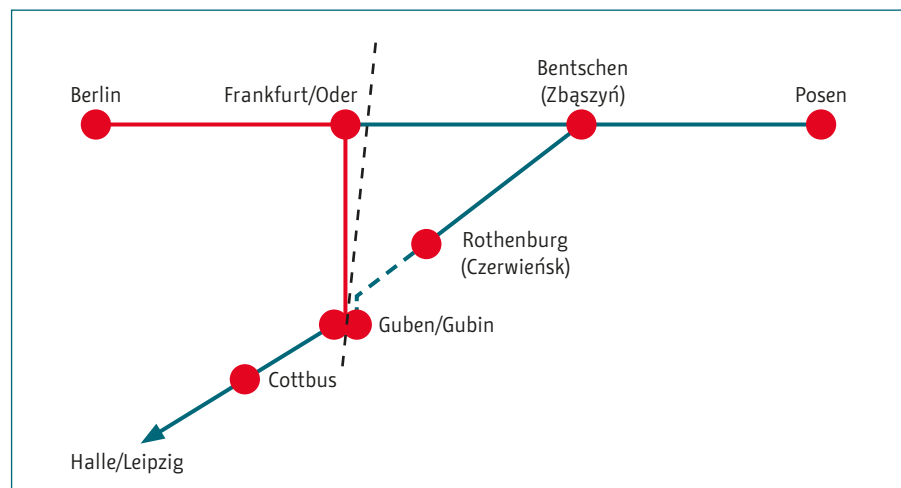 Berlin
Frankfurt/Oder
Bentschen
(Zbąszyń)
Posen
Rothenburg
(Czerwieńsk)
Guben/Gubin
Cottbus
Halle/Leipzig